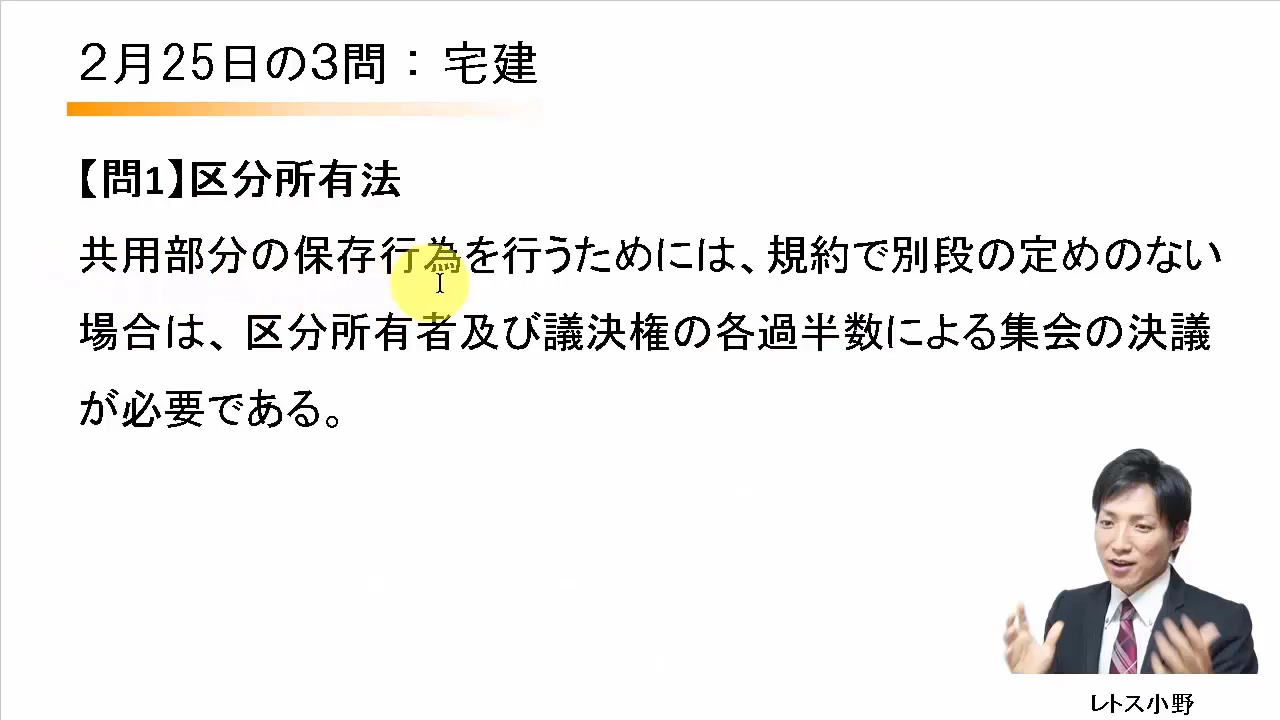 ２月25日の３問：宅建
【問1】区分所有法
共用部分の保存行為を行うためには、規約で別段の定めのない
場合は、区分所有者及び議決権の各過半数による集会の決議
が必要である。
レトス小野